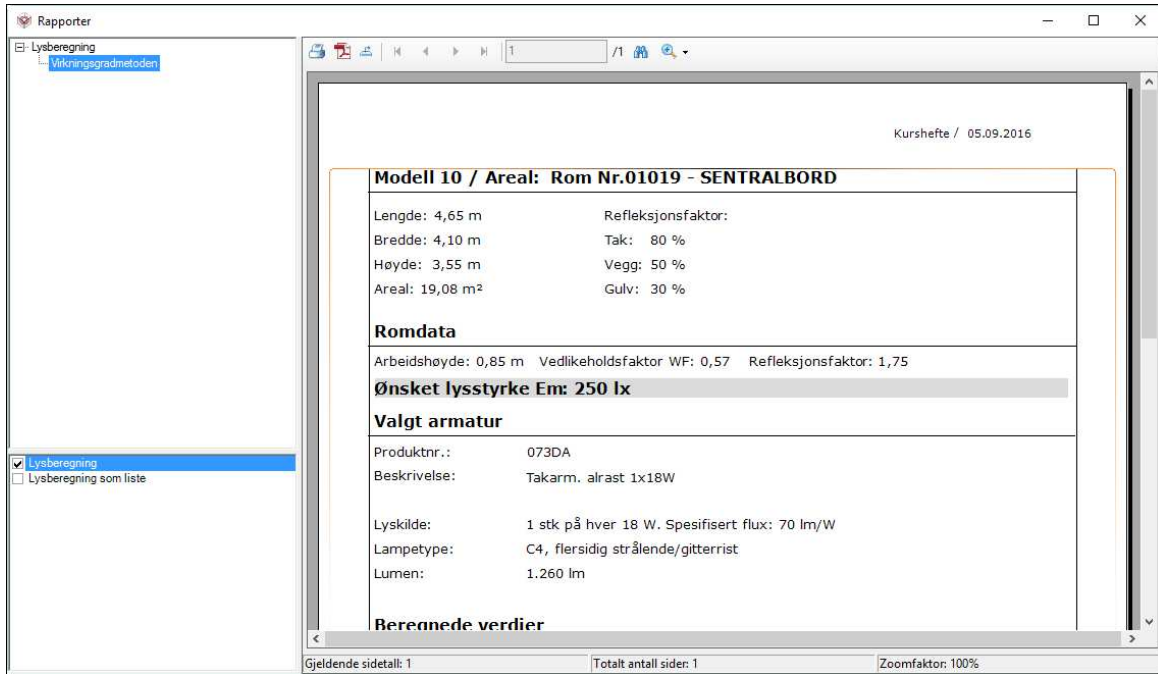 Rapporter
Lysberegning
Virkningsgradmetoden
1 /1
Kurshefte / 05.09.2016
Modell 10 / Areal: Rom Nr.01019 - SENTRALBORD
Lengde: 4,65 m Refleksjonsfaktor:
Bredde: 4,10 m Tak: 80 %
Høyde: 3,55 m Vegg: 50 %
Areal: 19,08 m² Gulv: 30 %
Romdata
Arbeidshøyde: 0,85 m Vedlikeholdsfaktor WF: 0,57 Refleksjonsfaktor: 1,75
Ønsket lysstyrke Em: 250 lx
Valgt armatur
Produktnr.: 073DA
Beskrivelse: Takarm. alrast 1x18W
Lyskilde: 1 stk på hver 18 W. Spesifisert flux: 70 lm/W
Lampetype: C4, flersidig strålende/gitterrist
Lumen: 1.260 lm
Beregnede verdier
Lysberegning
Lysberegning som liste
Gjeldende sidetall: 1 Totalt antall sider: 1 Zoomfaktor: 100%